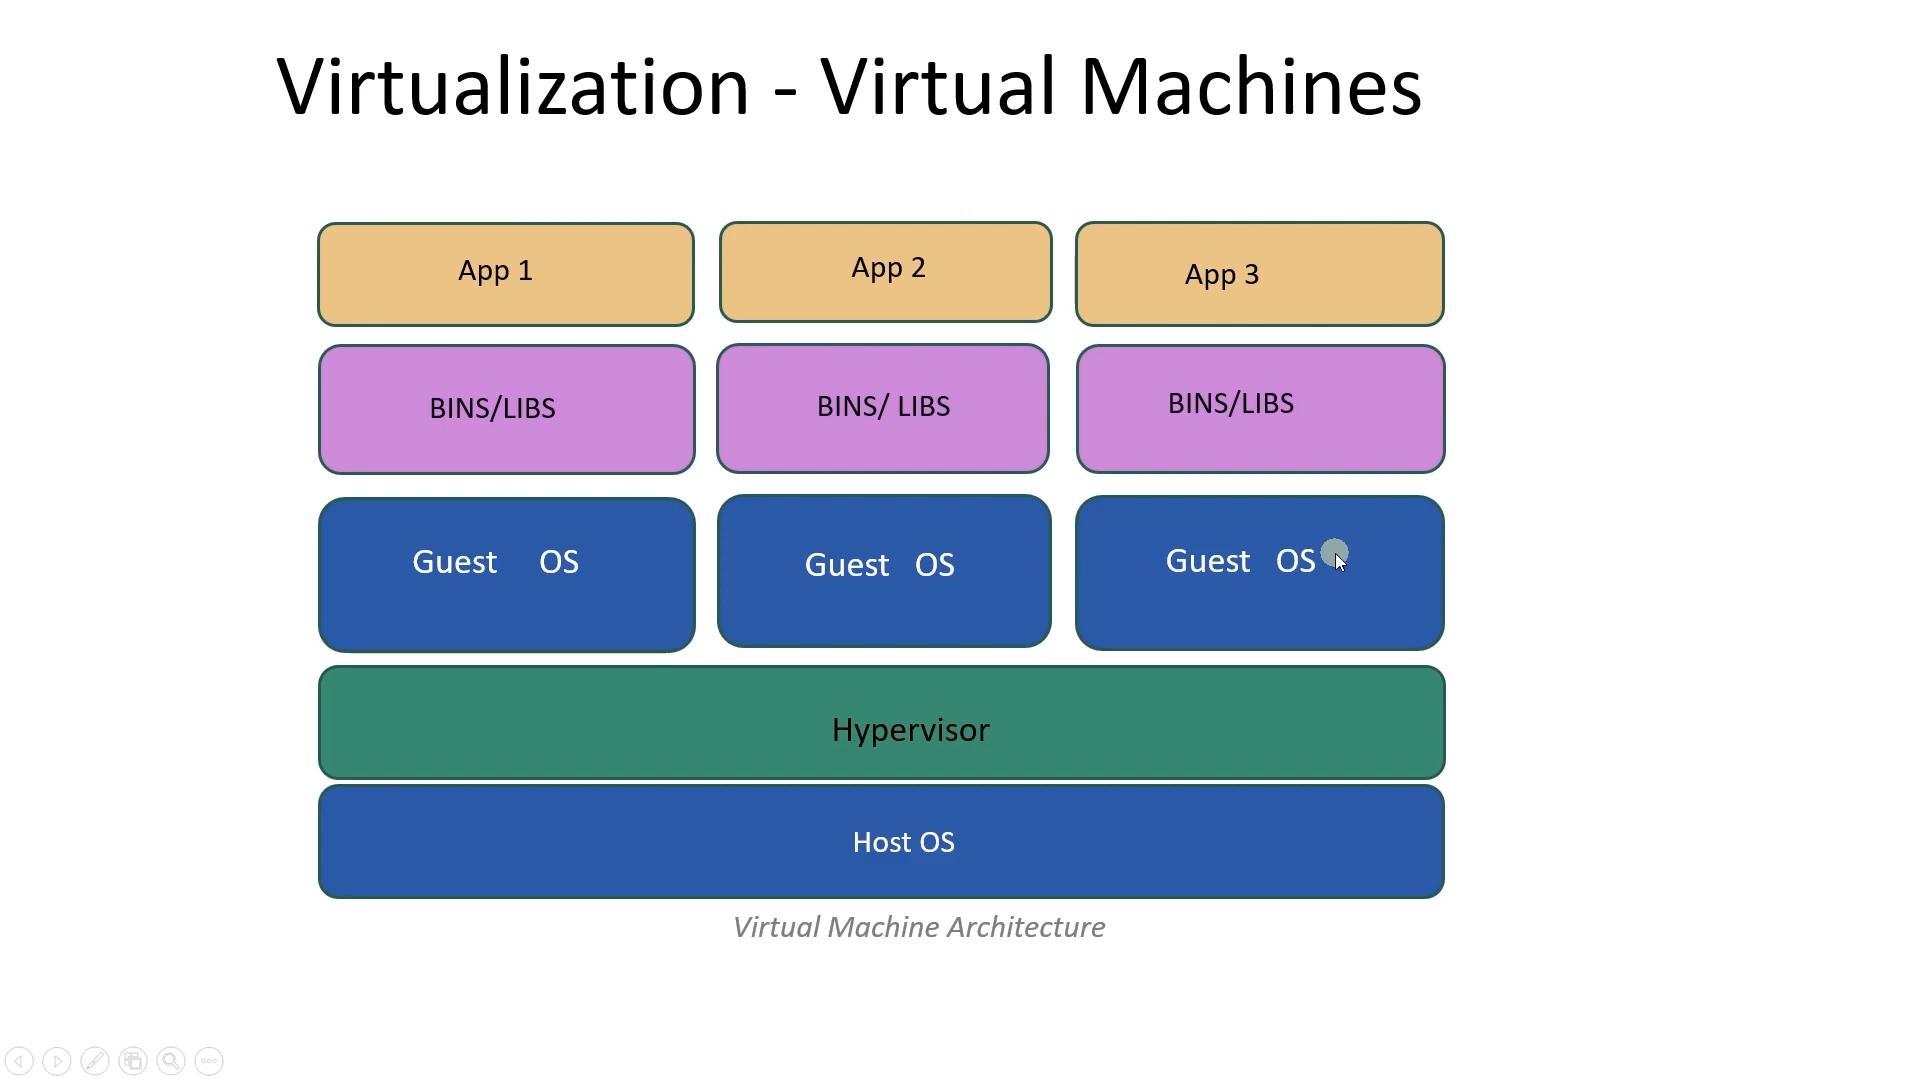 Virtualization - Virtual Machines
App 1
App 2
App 3
BINS/LIBS
BINS/ LIBS
BINS/LIBS
Guest OS
Guest OS
Guest OS
Hypervisor
Host OS
Virtual Machine Architecture